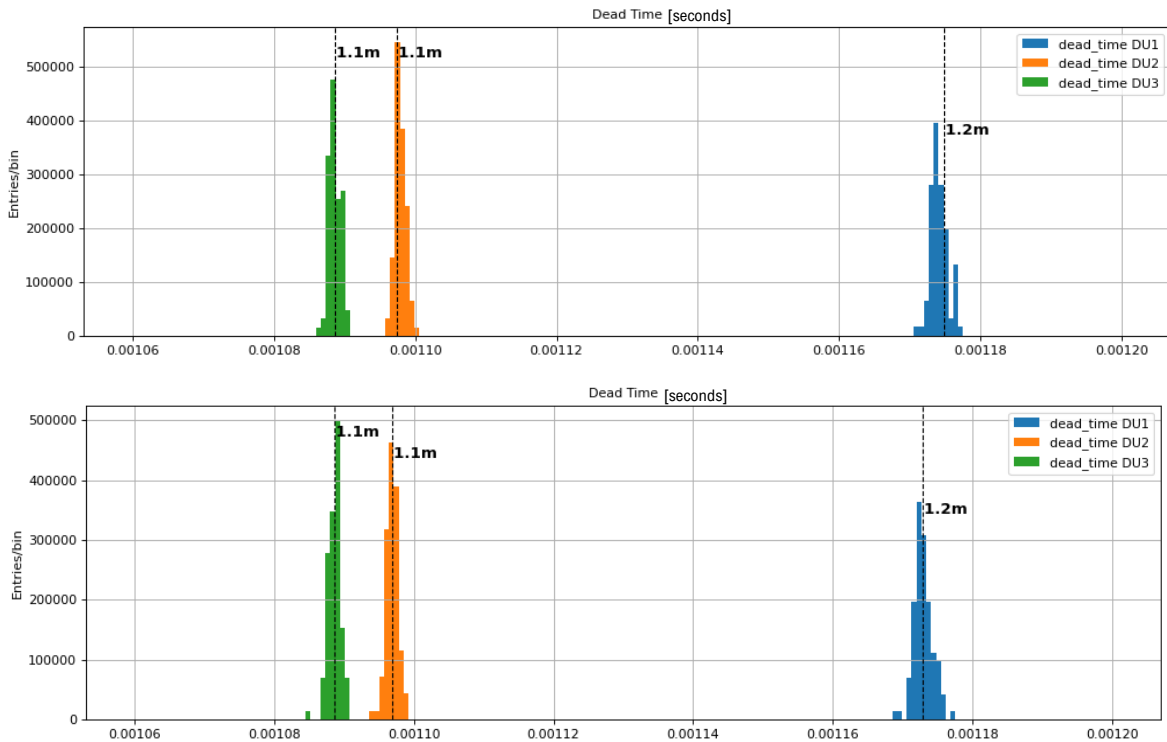 Dead Time [seconds]
1.1m 1.1m
dead_time DU1
dead_time DU2
dead_time DU3
500000
400000
1.2m
300000
200000
100000
0
Entries/bin
0.00106 0.00108 0.00110 0.00112 0.00114 0.00116 0.00118 0.00120
Dead Time [seconds]
500000
1.1m
dead_time DU1
dead_time DU2
dead_time DU3
1.1m
400000
1.2m
300000
200000
100000
0
Entries/bin
0.00106 0.00108 0.00110 0.00112 0.00114 0.00116 0.00118 0.00120